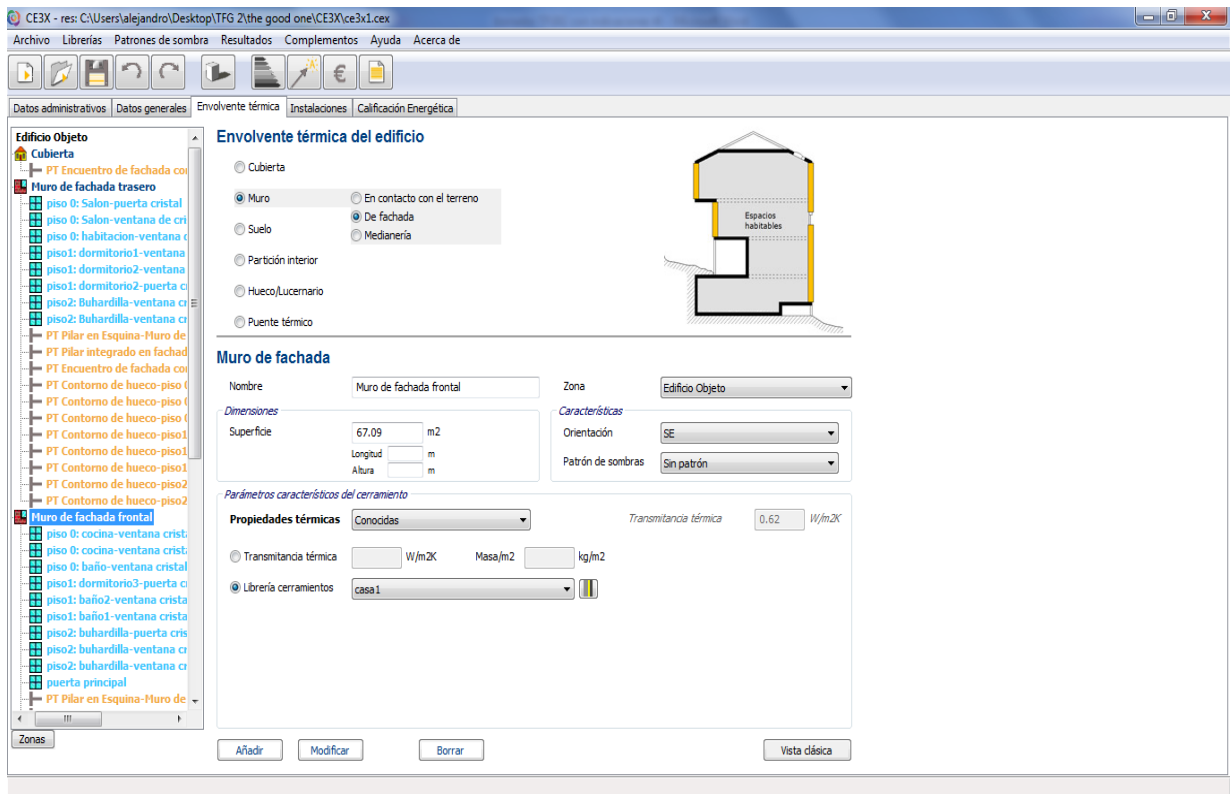 CE3X - res: C:\Users\alejandro\Desktop\TFG 2\the good one\CE3X\ce3x1.cex
Archivo Librerías Patrones de sombra Resultados Complementos Ayuda Acerca de
Datos administrativos Datos generales Envolvente térmica Instalaciones Calificación Energética
Edificio Objeto
Cubierta
PT Encuentro de fachada con
Muro de fachada trasero
piso 0: Salon-puerta cristal
piso 0: Salon-ventana de cri
piso 0: habitacion-ventana c
piso1: dormitorio1-ventana
piso1: dormitorio2-ventana
piso1: dormitorio2-puerta c
piso2: Buhardilla-ventana cr
piso2: Buhardilla-ventana cr
PT Pilar en Esquina-Muro de
PT Pilar integrado en fachad
PT Encuentro de fachada con
PT Contorno de hueco-piso
PT Contorno de hueco-piso
PT Contorno de hueco-piso
PT Contorno de hueco-piso1
PT Contorno de hueco-piso1
PT Contorno de hueco-piso1
PT Contorno de hueco-piso2
PT Contorno de hueco-piso2
Muro de fachada frontal
piso 0: cocina-ventana crist
piso 0: cocina-ventana crist
piso 0: baño-ventana cristal
piso1: dormitorio3-puerta c
piso1: baño2-ventana crista
piso1: baño1-ventana crista
piso2: buhardilla-puerta cris
piso2: buhardilla-ventana cr
piso2: buhardilla-ventana cr
puerta principal
PT Pilar en Esquina-Muro de
Zonas
Envolvente térmica del edificio
Cubierta
Muro
En contacto con el terreno
De fachada
Medianería
Suelo
Partición interior
Hueco/Lucernario
Puente térmico
Espacios
habitables
Muro de fachada
Nombre Muro de fachada frontal Zona Edificio Objeto
Dimensiones
Superficie 67.09 m2
Longitud m
Altura m
Características
Orientación SE
Patrón de sombras Sin patrón
Parámetros característicos del cerramiento
Propiedades térmicas Conocidas Transmitancia térmica 0.62 W/m2K
Transmitancia térmica W/m2K Masa/m2 kg/m2
Librería cerramientos casa1
Añadir Modificar Borrar Vista clásica